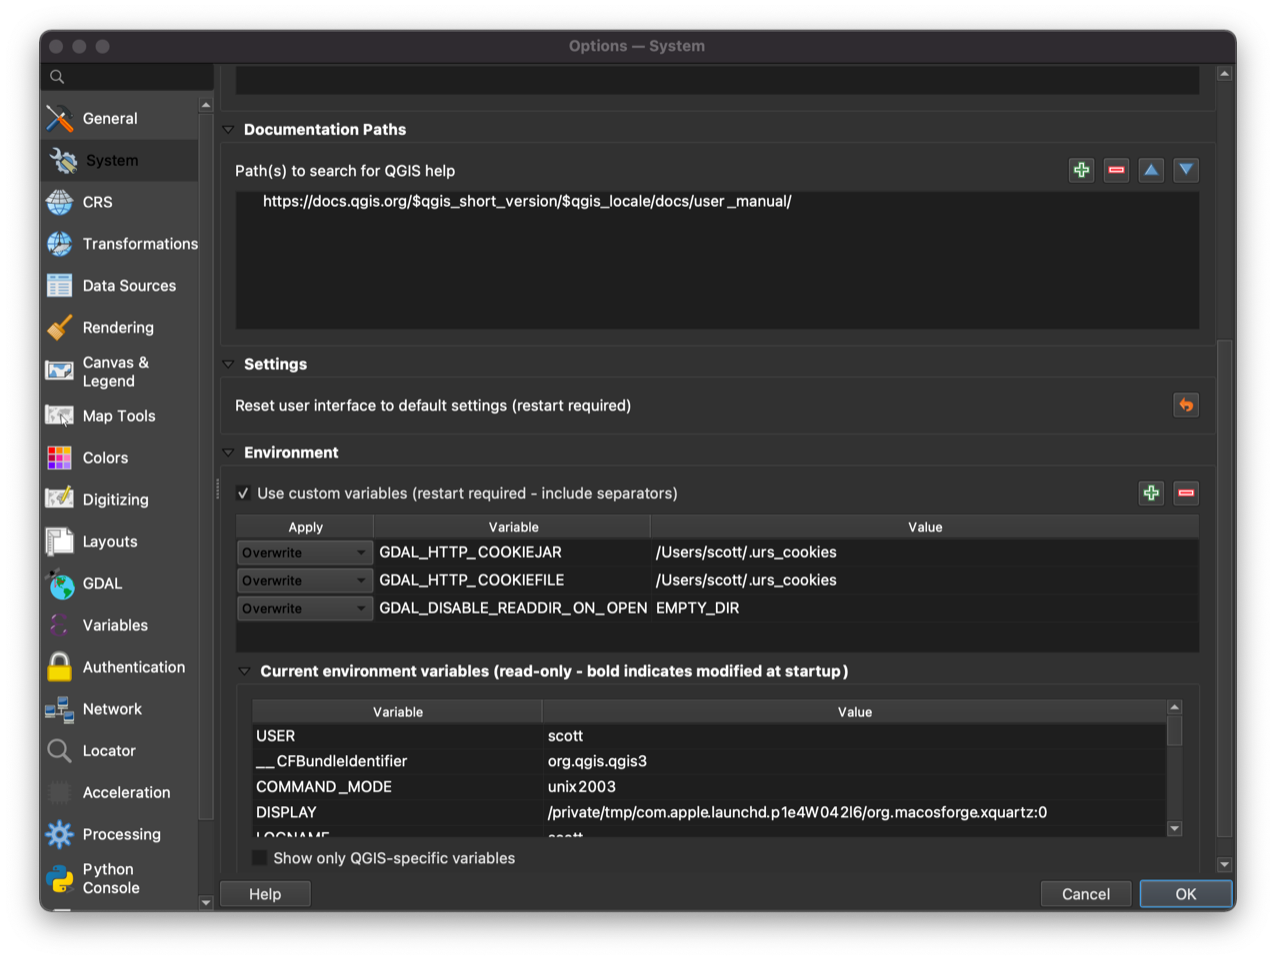 Options — System
General
System
CRS
Transformations
Data Sources
Rendering
Canvas &
Legend
Map Tools
Colors
Digitizing
Layouts
GDAL
Variables
Authentication
Network
Locator
Acceleration
Processing
Python
Console
Documentation Paths
Path(s) to search for QGIS help
https://docs.qgis.org/$qgis_short_version/$qgis_locale/docs/user_manual/
Settings
Reset user interface to default settings (restart required)
Environment
Use custom variables (restart required - include separators)
Apply Variable Value
Overwrite GDAL_HTTP_COOKIEJAR /Users/scott/.urs_cookies
Overwrite GDAL_HTTP_COOKIEFILE /Users/scott/.urs_cookies
Overwrite GDAL_DISABLE_READDIR_ON_OPEN EMPTY_DIR
Current environment variables (read-only - bold indicates modified at startup)
Variable Value
USER scott
__CFBundleIdentifier org.qgis.qgis3
COMMAND_MODE unix2003
DISPLAY /private/tmp/com.apple.launchd.p1e4W042l6/org.macosforge.xquartz:0
LOGNAME scott
Show only QGIS-specific variables
Help Cancel OK